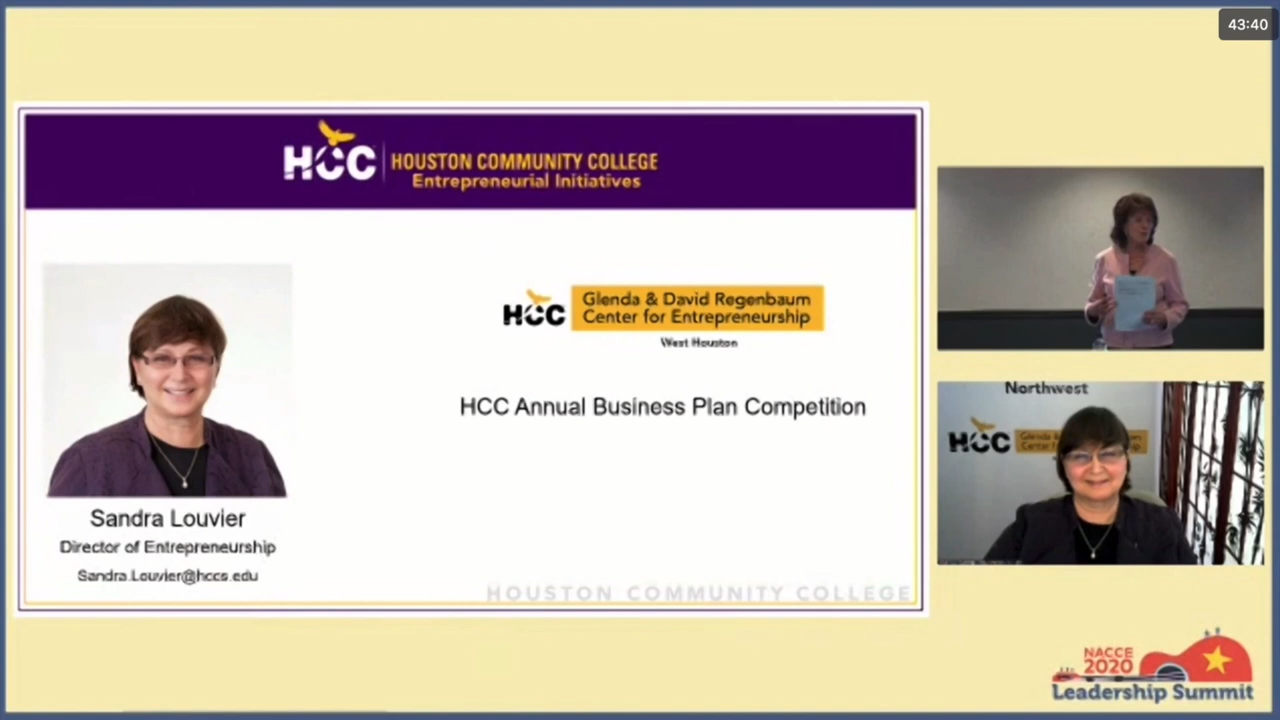 43:40
HCC
HOUSTON COMMUNITY COLLEGE
Entrepreneurial Initiatives
HCC
Glenda & David Regenbaum
Center for Entrepreneurship
West Houston
HCC Annual Business Plan Competition
Sandra Louvier
Director of Entrepreneurship
Sandra.Louvier@hccs.edu
HOUSTON COMMUNITY COLLEGE
Northwest
HCC
Glenda &
Center f
NACCE
2020
Leadership Summit